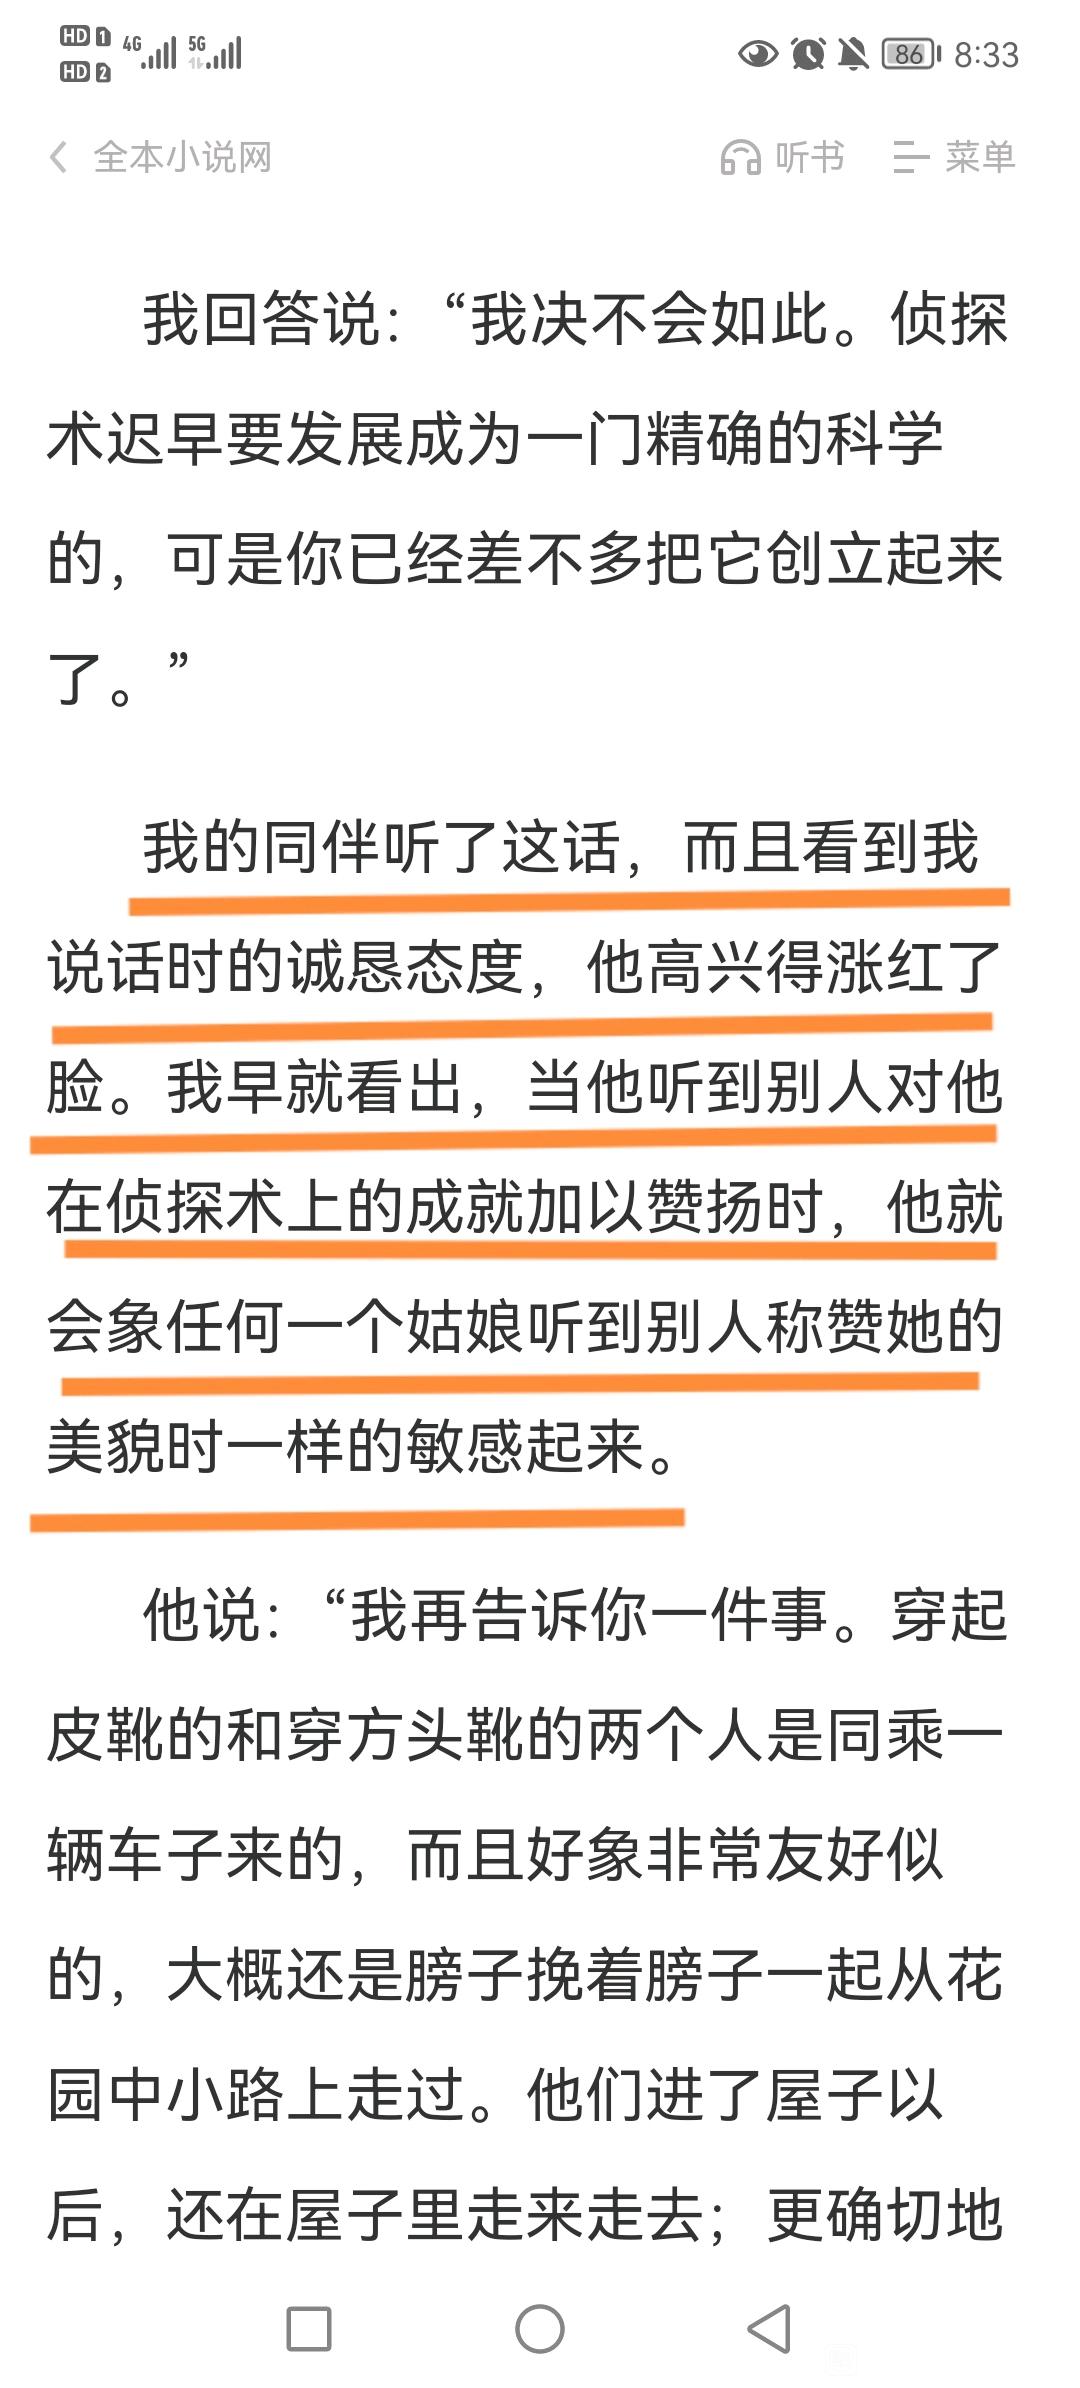 HD 1 4G 5G 86 8:33
HD 2
全本小说网 听书 菜单
我回答说：“我决不会如此。侦探
术迟早要发展成为一门精确的科学
的，可是你已经差不多把它创立起来
了。”
我的同伴听了这话，而且看到我
说话时的诚恳态度，他高兴得涨红了
脸。我早就看出，当他听到别人对他
在侦探术上的成就加以赞扬时，他就
会象任何一个姑娘听到别人称赞她的
美貌时一样的敏感起来。
他说：“我再告诉你一件事。穿起
皮靴的和穿方头靴的两个人是同乘一
辆车子来的，而且好象非常友好似
的，大概还是膀子挽着膀子一起从花
园中小路上走过。他们进了屋子以
后，还在屋子里走来走去；更确切地